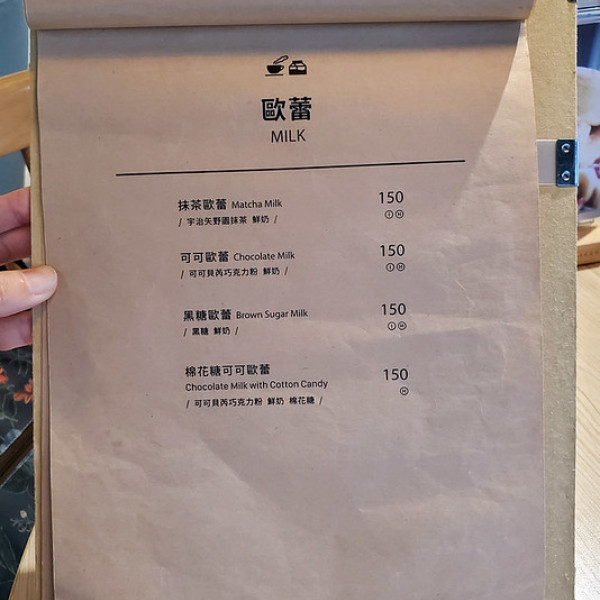 歐蕾
MILK
抹茶歐蕾 Matcha Milk 150
/ 宇治矢野園抹茶 鮮奶 / Ⓘ Ⓗ
可可歐蕾 Chocolate Milk 150
/ 可可貝芮巧克力粉 鮮奶 / Ⓘ Ⓗ
黑糖歐蕾 Brown Sugar Milk 150
/ 黑糖 鮮奶 / Ⓘ Ⓗ
棉花糖可可歐蕾 150
Chocolate Milk with Cotton Candy Ⓗ
/ 可可貝芮巧克力粉 鮮奶 棉花糖 /